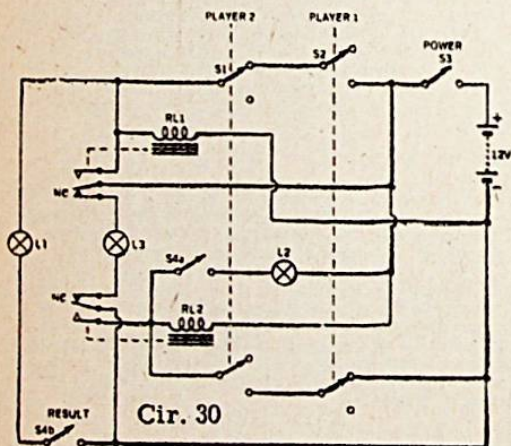 PLAYER 2 PLAYER 1
S1 S2 POWER
S3
RL1
+
12V
-
NC
L1 L3 S4a L2
NC
RL2
RESULT
S4b Cir. 30